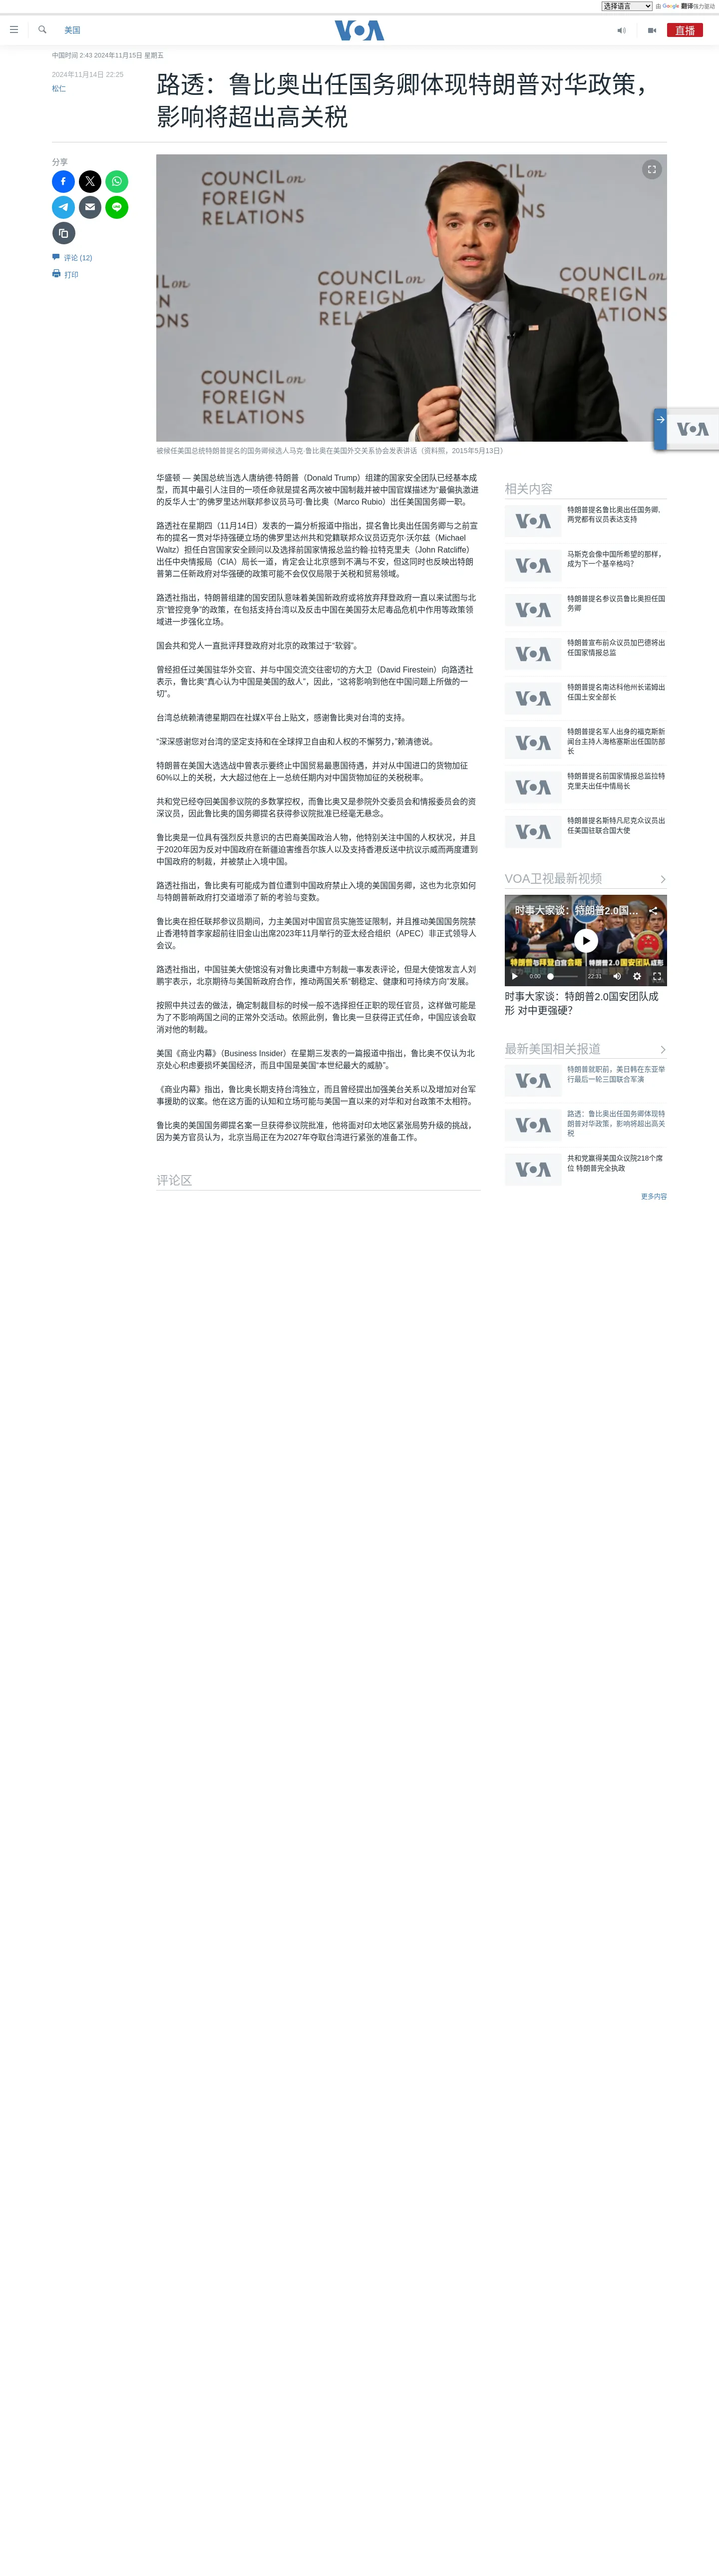 选择语言
由 Google 翻译强力驱动
美国
VOA
直播
中国时间 2:43 2024年11月15日 星期五
2024年11月14日 22:25
松仁
路透：鲁比奥出任国务卿体现特朗普对华政策，
影响将超出高关税
分享
评论 (12)
打印
COUNCIL on FOREIGN RELATIONS
COUNCIL on FOREIGN RELATIONS
COUNCIL on FOREIGN RELATIONS
COUNCIL on FOREIGN RELATIONS
被候任美国总统特朗普提名的国务卿候选人马克·鲁比奥在美国外交关系协会发表讲话（资料照，2015年5月13日）
VOA
华盛顿 — 美国总统当选人唐纳德·特朗普（Donald Trump）组建的国家安全团队已经基本成
型，而其中最引人注目的一项任命就是提名两次被中国制裁并被中国官媒描述为“最偏执激进
的反华人士”的佛罗里达州联邦参议员马可·鲁比奥（Marco Rubio）出任美国国务卿一职。
路透社在星期四（11月14日）发表的一篇分析报道中指出，提名鲁比奥出任国务卿与之前宣
布的提名一贯对华持强硬立场的佛罗里达州共和党籍联邦众议员迈克尔·沃尔兹（Michael
Waltz）担任白宫国家安全顾问以及选择前国家情报总监约翰·拉特克里夫（John Ratcliffe）
出任中央情报局（CIA）局长一道，肯定会让北京感到不满与不安，但这同时也反映出特朗
普第二任新政府对华强硬的政策可能不会仅仅局限于关税和贸易领域。
路透社指出，特朗普组建的国安团队意味着美国新政府或将放弃拜登政府一直以来试图与北
京“管控竞争”的政策，在包括支持台湾以及反击中国在美国芬太尼毒品危机中作用等政策领
域进一步强化立场。
国会共和党人一直批评拜登政府对北京的政策过于“软弱”。
曾经担任过美国驻华外交官、并与中国交流交往密切的方大卫（David Firestein）向路透社
表示，鲁比奥“真心认为中国是美国的敌人”，因此，“这将影响到他在中国问题上所做的一
切”。
台湾总统赖清德星期四在社媒X平台上贴文，感谢鲁比奥对台湾的支持。
“深深感谢您对台湾的坚定支持和在全球捍卫自由和人权的不懈努力,”赖清德说。
特朗普在美国大选选战中曾表示要终止中国贸易最惠国待遇，并对从中国进口的货物加征
60%以上的关税，大大超过他在上一总统任期内对中国货物加征的关税税率。
共和党已经夺回美国参议院的多数掌控权，而鲁比奥又是参院外交委员会和情报委员会的资
深议员，因此鲁比奥的国务卿提名获得参议院批准已经毫无悬念。
鲁比奥是一位具有强烈反共意识的古巴裔美国政治人物，他特别关注中国的人权状况，并且
于2020年因为反对中国政府在新疆迫害维吾尔族人以及支持香港反送中抗议示威而两度遭到
中国政府的制裁，并被禁止入境中国。
路透社指出，鲁比奥有可能成为首位遭到中国政府禁止入境的美国国务卿，这也为北京如何
与特朗普新政府打交道增添了新的考验与变数。
鲁比奥在担任联邦参议员期间，力主美国对中国官员实施签证限制，并且推动美国国务院禁
止香港特首李家超前往旧金山出席2023年11月举行的亚太经合组织（APEC）非正式领导人
会议。
路透社指出，中国驻美大使馆没有对鲁比奥遭中方制裁一事发表评论，但是大使馆发言人刘
鹏宇表示，北京期待与美国新政府合作，推动两国关系“朝稳定、健康和可持续方向”发展。
按照中共过去的做法，确定制裁目标的时候一般不选择担任正职的现任官员，这样做可能是
为了不影响两国之间的正常外交活动。依照此例，鲁比奥一旦获得正式任命，中国应该会取
消对他的制裁。
美国《商业内幕》（Business Insider）在星期三发表的一篇报道中指出，鲁比奥不仅认为北
京处心积虑要损坏美国经济，而且中国是美国“本世纪最大的威胁”。
《商业内幕》指出，鲁比奥长期支持台湾独立，而且曾经提出加强美台关系以及增加对台军
事援助的议案。他在这方面的认知和立场可能与美国一直以来的对华和对台政策不太相符。
鲁比奥的美国国务卿提名案一旦获得参议院批准，他将面对印太地区紧张局势升级的挑战，
因为美方官员认为，北京当局正在为2027年夺取台湾进行紧张的准备工作。
评论区
相关内容
VOA
特朗普提名鲁比奥出任国务卿,
两党都有议员表达支持
VOA
马斯克会像中国所希望的那样，
成为下一个基辛格吗？
VOA
特朗普提名参议员鲁比奥担任国
务卿
VOA
特朗普宣布前众议员加巴德将出
任国家情报总监
VOA
特朗普提名南达科他州长诺姆出
任国土安全部长
VOA
特朗普提名军人出身的福克斯新
闻台主持人海格塞斯出任国防部
长
VOA
特朗普提名前国家情报总监拉特
克里夫出任中情局长
VOA
特朗普提名斯特凡尼克众议员出
任美国驻联合国大使
VOA卫视最新视频
时事大家谈：特朗普2.0国…
特朗普与拜登白宫会晤
特朗普2.0国安团队成形
0:00
22:31
时事大家谈：特朗普2.0国安团队成
形 对中更强硬？
最新美国相关报道
VOA
特朗普就职前，美日韩在东亚举
行最后一轮三国联合军演
VOA
路透：鲁比奥出任国务卿体现特
朗普对华政策，影响将超出高关
税
VOA
共和党赢得美国众议院218个席
位 特朗普完全执政
更多内容